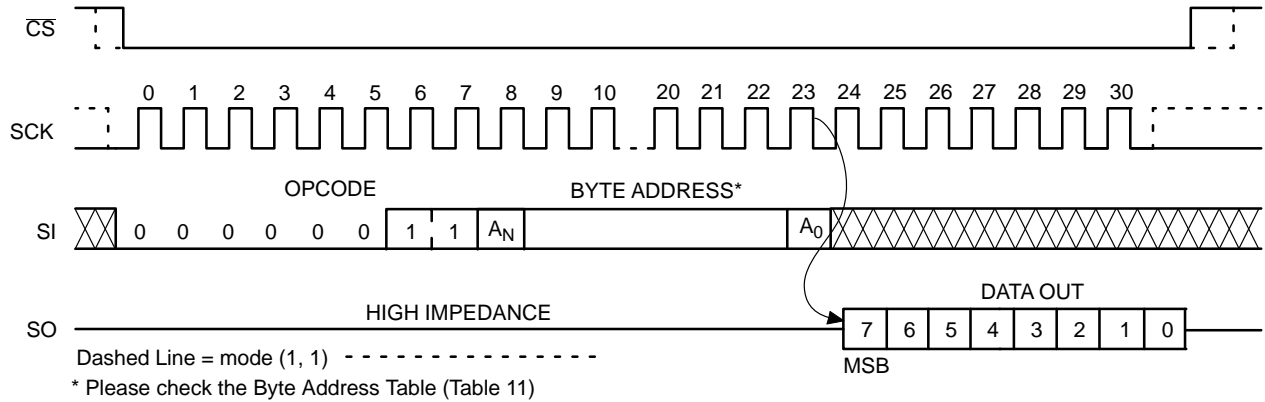 CS
0 1 2 3 4 5 6 7 8 9 10 20 21 22 23 24 25 26 27 28 29 30
SCK
OPCODE BYTE ADDRESS*
SI 0 0 0 0 0 0 1 1 AN A0
DATA OUT
HIGH IMPEDANCE
SO 7 6 5 4 3 2 1 0
Dashed Line = mode (1, 1) - - - - - - - - - - - - - - - -
MSB
* Please check the Byte Address Table (Table 11)